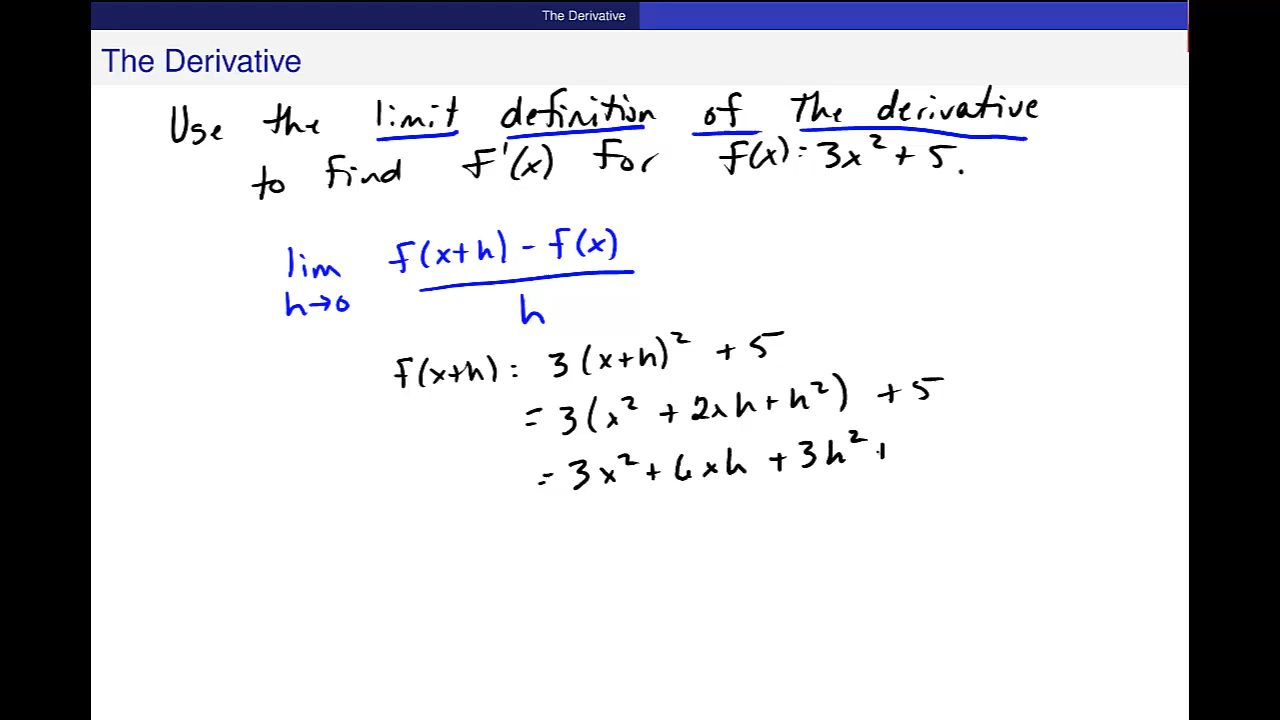 The Derivative
The Derivative
Use the limit definition of the derivative
to find f'(x) for f(x) = 3x² + 5.
lim h→0 f(x+h) - f(x) / h
f(x+h) = 3(x+h)² + 5
= 3(x² + 2xh + h²) + 5
= 3x² + 6xh + 3h² +